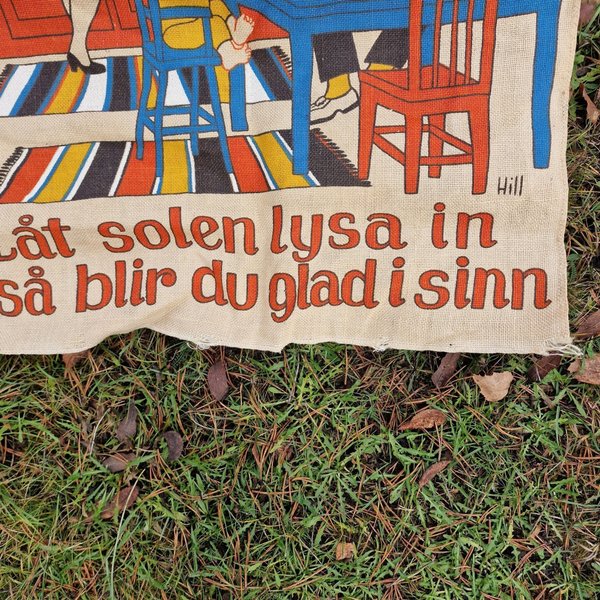 Hill
Låt solen lysa in
så blir du glad i sinn